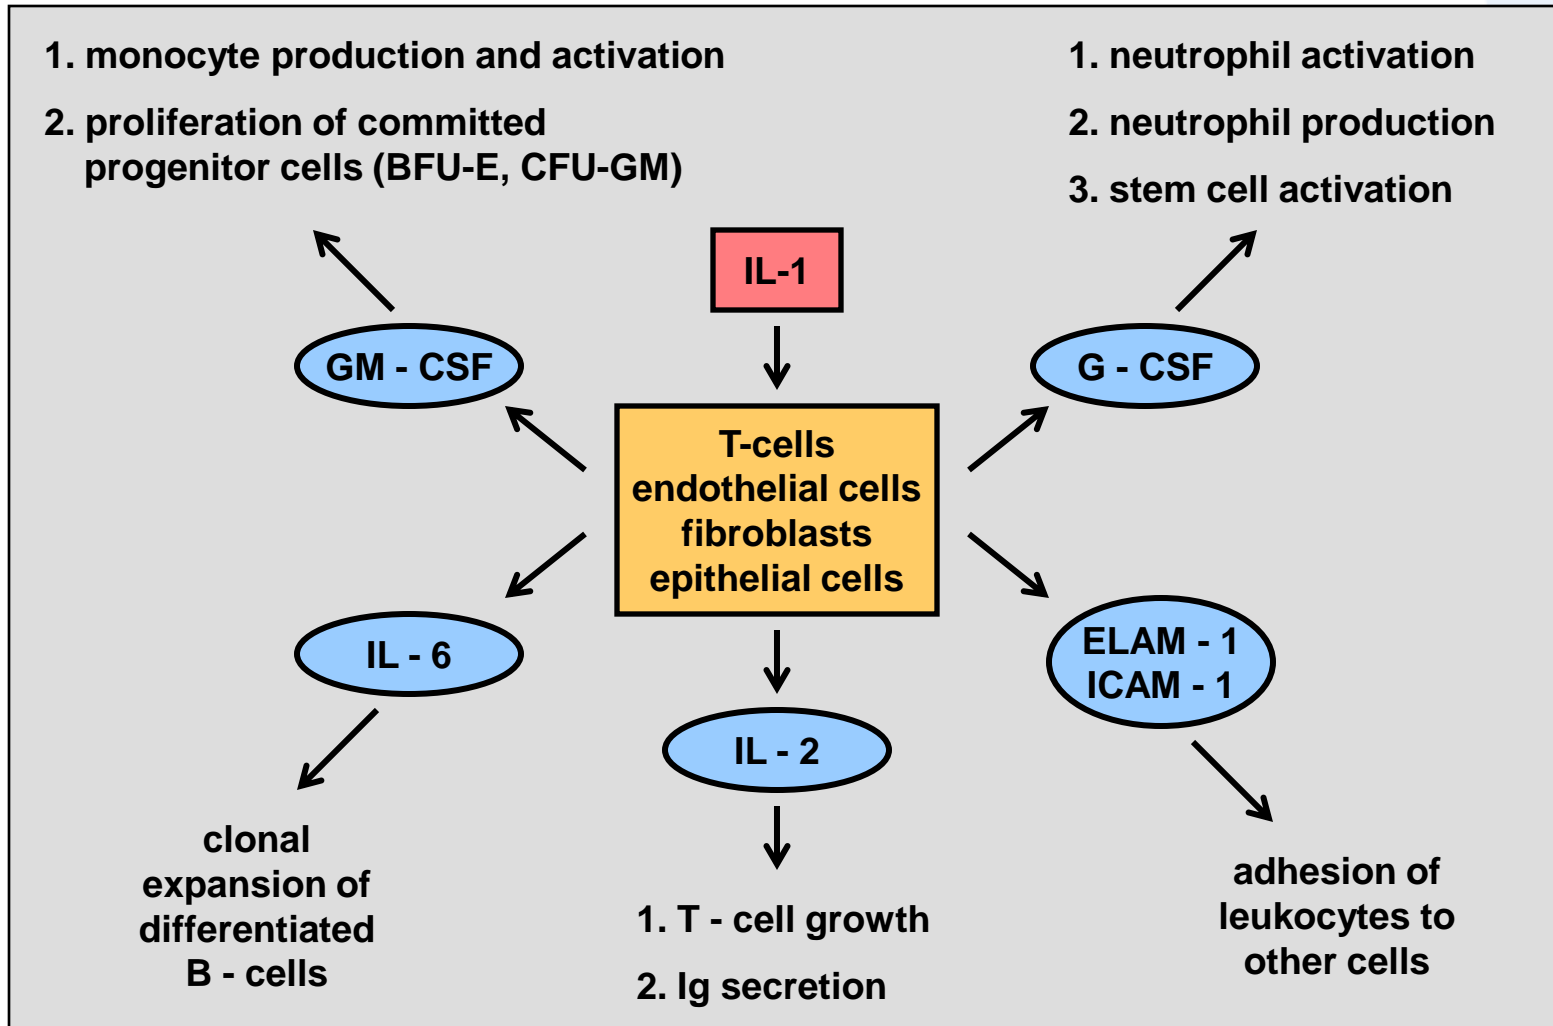 1. monocyte production and activation
2. proliferation of committed
progenitor cells (BFU-E, CFU-GM)
1. neutrophil activation
2. neutrophil production
3. stem cell activation
IL-1
GM - CSF
G - CSF
T-cells
endothelial cells
fibroblasts
epithelial cells
IL - 6
ELAM - 1
ICAM - 1
IL - 2
clonal
expansion of
differentiated
B - cells
1. T - cell growth
2. Ig secretion
adhesion of
leukocytes to
other cells